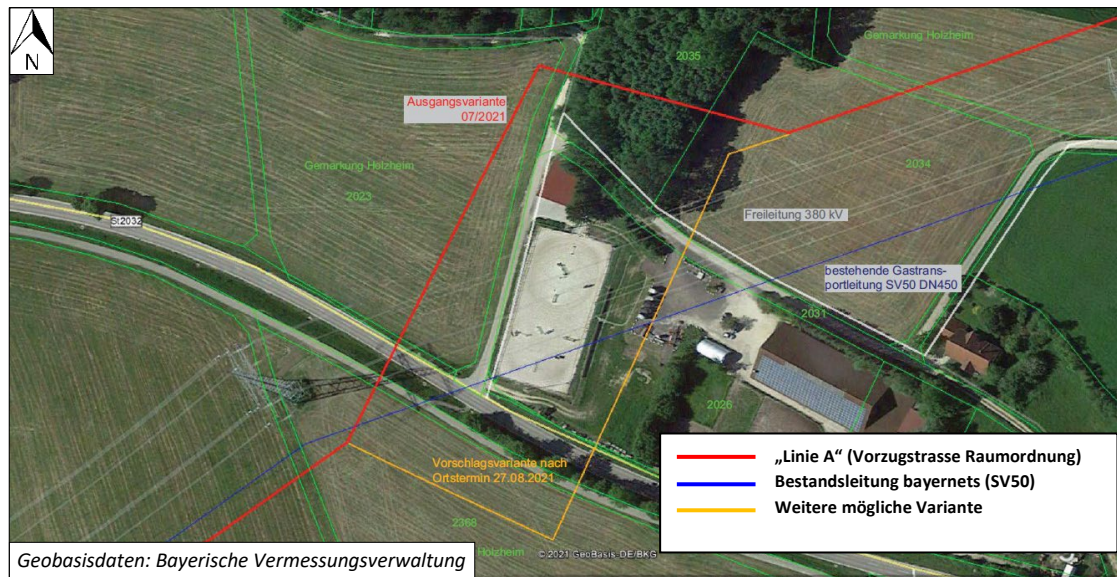 N
Gemarkung Holzheim
2035
Ausgangsvariante
07/2021
Gemarkung Holzheim
2023
2034
St2032
Freileitung 380 kV
bestehende Gastrans-
portleitung SV50 DN450
2031
2026
Vorschlagsvariante nach
Ortstermin 27.08.2021
2368
Holzheim
© 2021 GeoBasis-DE/BKG
„Linie A“ (Vorzugstrasse Raumordnung)
Bestandsleitung bayernets (SV50)
Weitere mögliche Variante
Geobasisdaten: Bayerische Vermessungsverwaltung